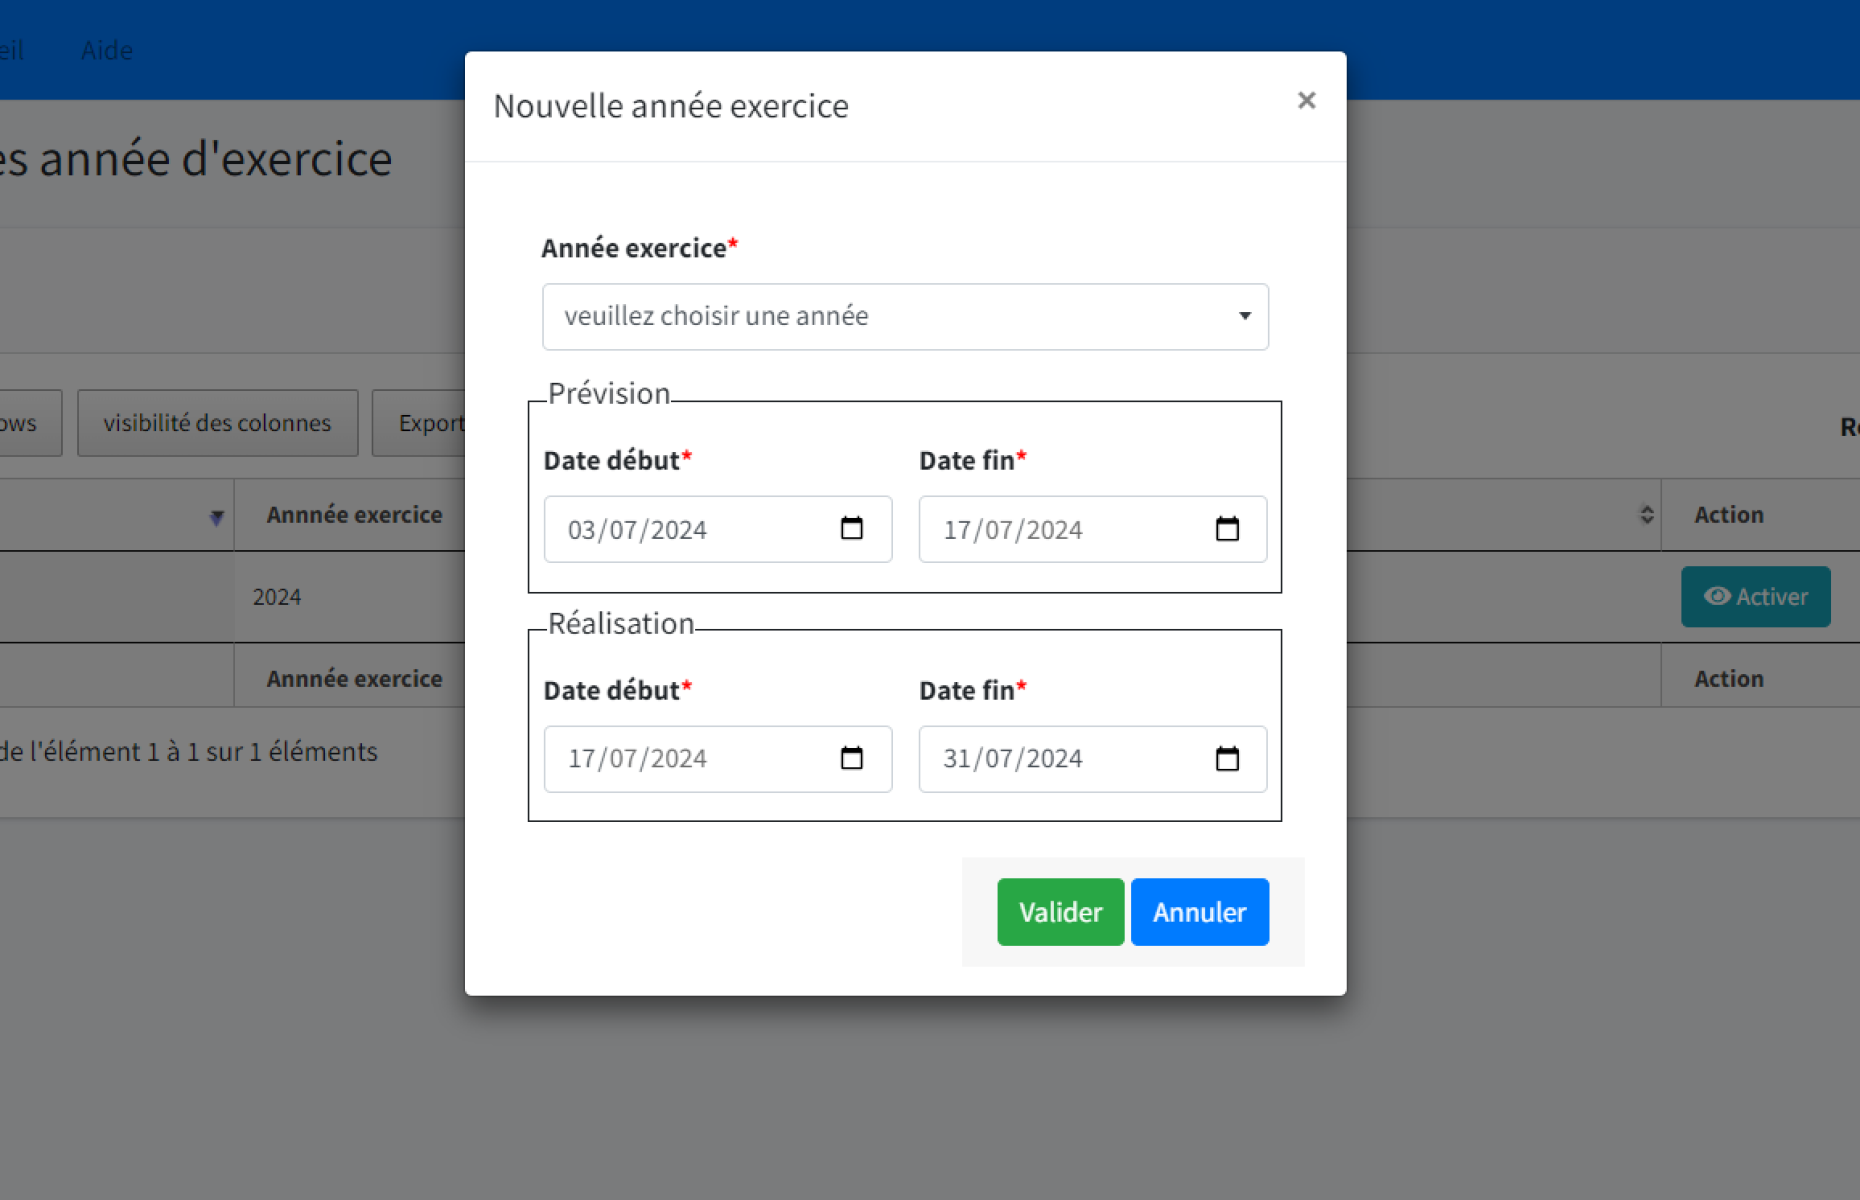 eil Aide
Nouvelle année exercice ×
es année d'exercice
Année exercice*
veuillez choisir une année
Prévision
ows visibilité des colonnes Export
Date début* Date fin*
03/07/2024 17/07/2024
Annnée exercice Action
2024 Activer
Réalisation
Annnée exercice Action
Date début* Date fin*
de l'élément 1 à 1 sur 1 éléments
17/07/2024 31/07/2024
Valider Annuler